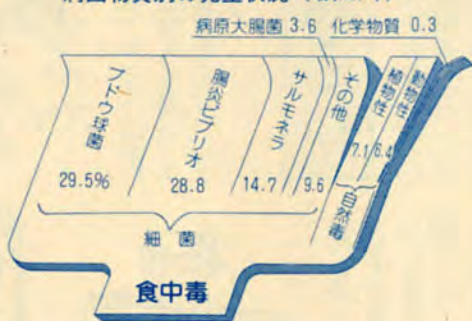 病原大腸菌 3.6 化学物質 0.3
ブドウ球菌
29.5%
腸炎ビブリオ
28.8
サルモネラ
14.7
その他
9.6
植物性
7.1
動物性
6.4
自然毒
細菌
食中毒